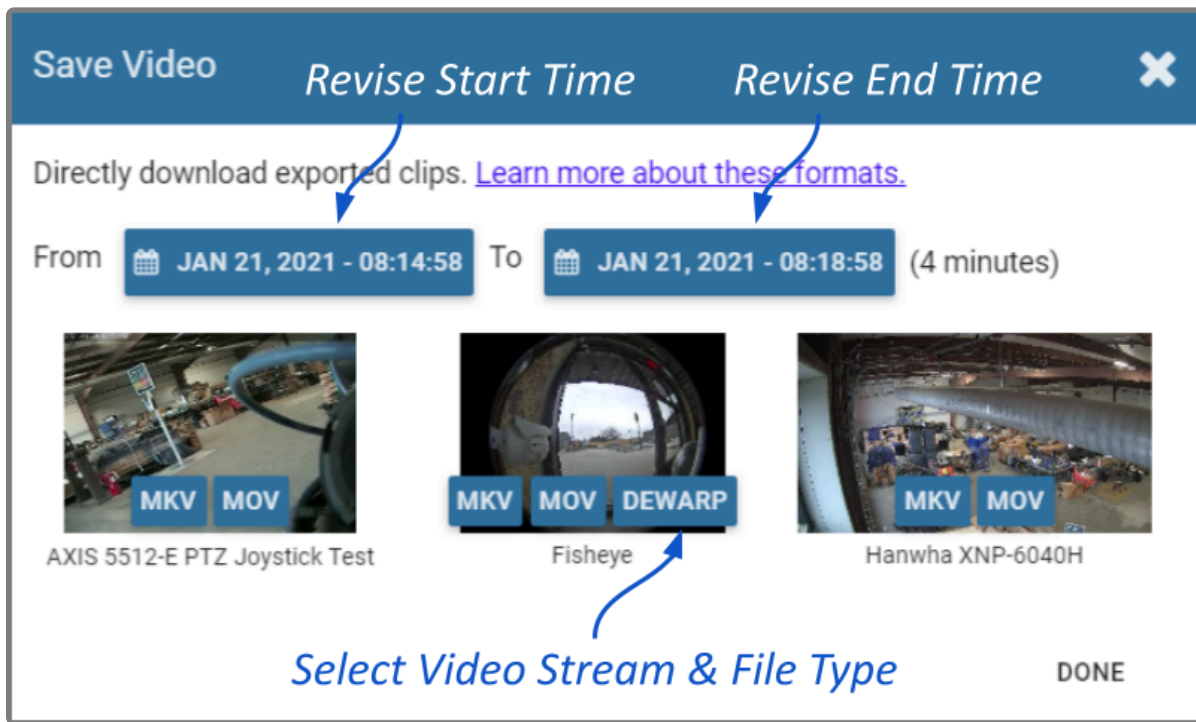 Save Video
Revise Start Time
Revise End Time
Directly download exported clips. Learn more about these formats.
From JAN 21, 2021 - 08:14:58 To JAN 21, 2021 - 08:18:58 (4 minutes)
MKV MOV
MKV MOV DEWARP
MKV MOV
AXIS 5512-E PTZ Joystick Test
Fisheye
Hanwha XNP-6040H
Select Video Stream & File Type
DONE